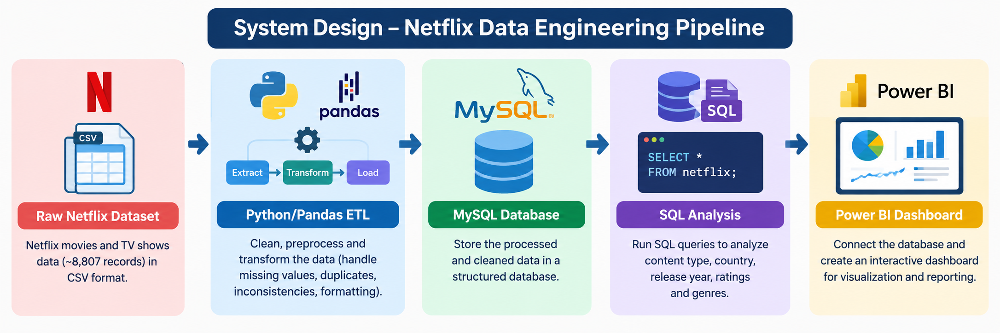 System Design – Netflix Data Engineering Pipeline
N
CSV
Raw Netflix Dataset
Netflix movies and TV shows
data (~8,807 records) in
CSV format.
pandas
Extract
Transform
Load
Python/Pandas ETL
Clean, preprocess and
transform the data (handle
missing values, duplicates,
inconsistencies, formatting).
MySQL
MySQL Database
Store the processed
and cleaned data in a
structured database.
SQL
SELECT *
FROM netflix;
SQL Analysis
Run SQL queries to analyze
content type, country,
release year, ratings
and genres.
Power BI
Power BI Dashboard
Connect the database and
create an interactive dashboard
for visualization and reporting.